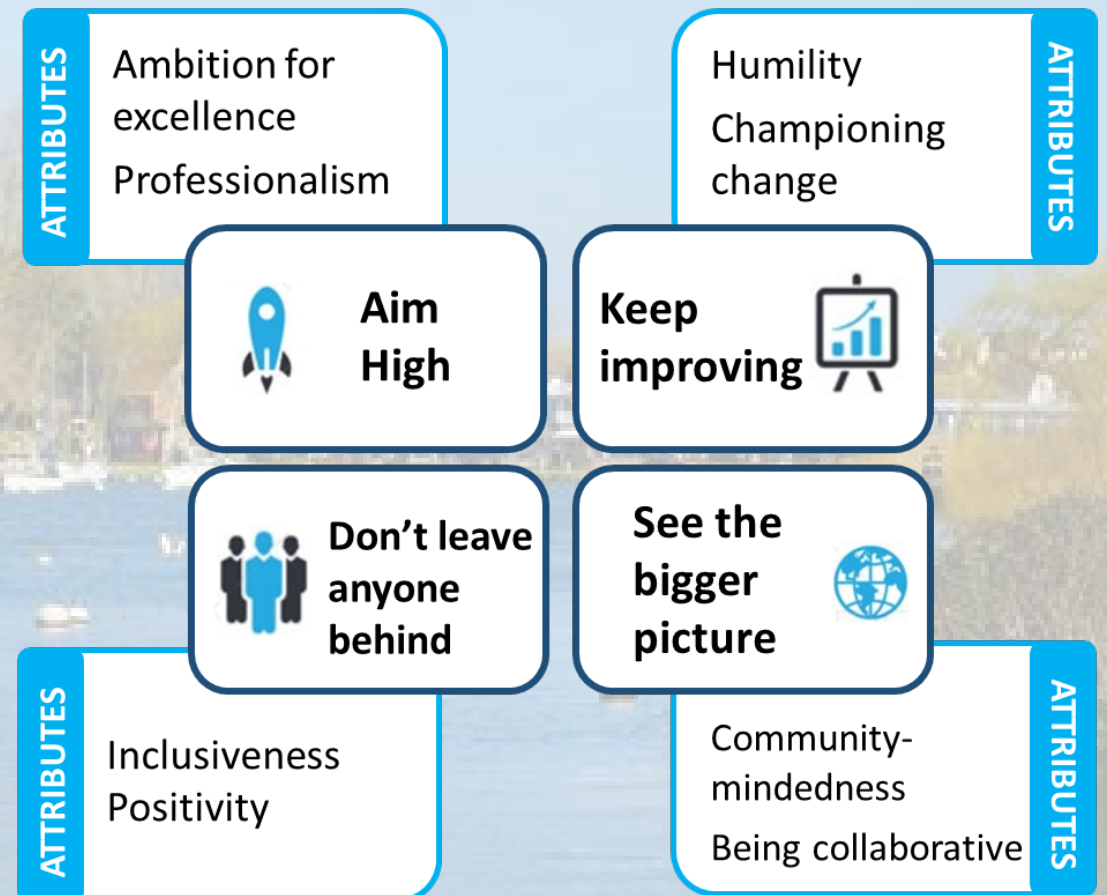 ATTRIBUTES
Ambition for
excellence
Professionalism
Humility
Championing
change
ATTRIBUTES
Aim
High
Keep
improving
Don’t leave
anyone
behind
See the
bigger
picture
ATTRIBUTES
Inclusiveness
Positivity
Community-
mindedness
Being collaborative
ATTRIBUTES